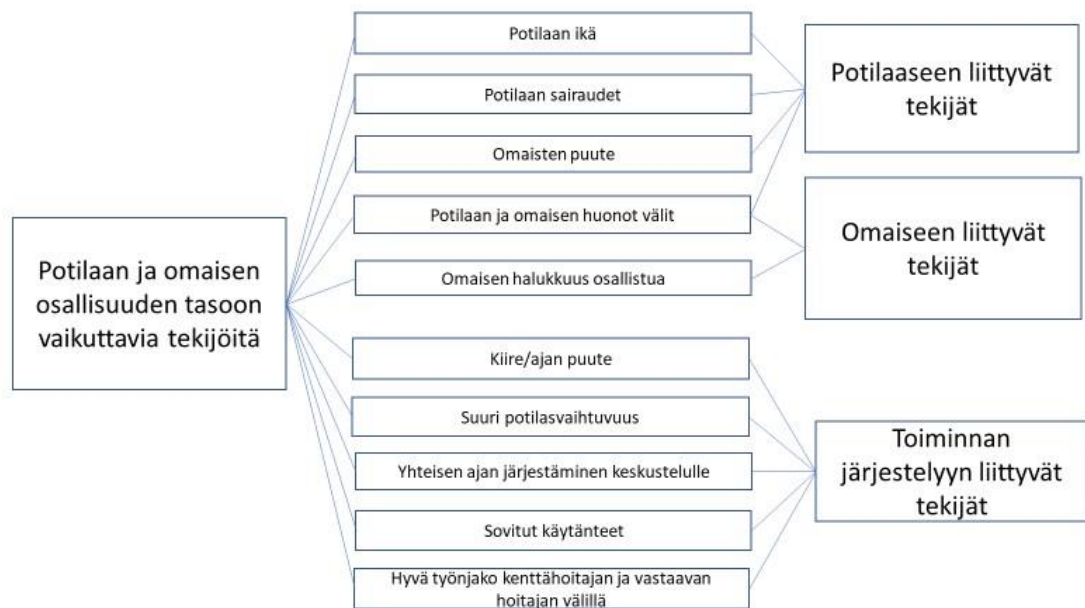 Potilaan ja omaisen
osallisuuden tasoon
vaikuttavia tekijöitä
Potilaan ikä
Potilaan sairaudet
Omaisten puute
Potilaan ja omaisen huonot välit
Omaisen halukkuus osallistua
Kiire/ajan puute
Suuri potilasvaihtuvuus
Yhteisen ajan järjestäminen keskustelulle
Sovitut käytänteet
Hyvä työnjako kenttähoitajan ja vastaavan
hoitajan välillä
Potilaaseen liittyvät
tekijät
Omaiseen liittyvät
tekijät
Toiminnan
järjestelyyn liittyvät
tekijät